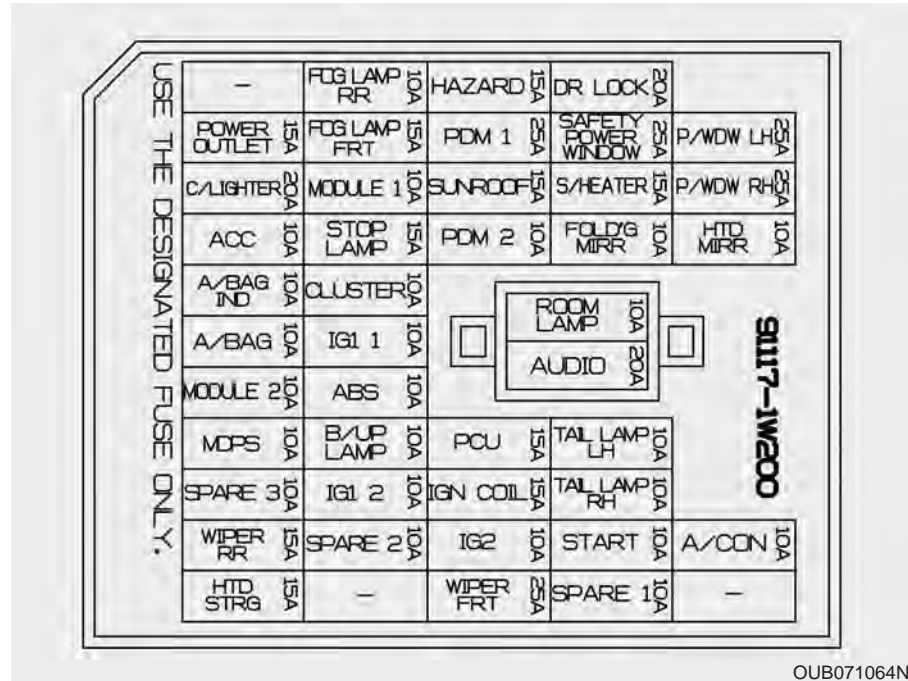 USE THE DESIGNATED FUSE ONLY.
-
FOG LAMP RR 10A
HAZARD 15A
DR LOCK 20A
POWER OUTLET 15A
FOG LAMP FRT 15A
PDM 1 25A
SAFETY POWER WINDOW 25A
P/WDW LH 25A
C/LIGHTER 20A
MODULE 1 10A
SUNROOF 15A
S/HEATER 15A
P/WDW RH 25A
ACC 10A
STOP LAMP 15A
PDM 2 10A
FOLD'G MIRR 10A
HTD MIRR 10A
A/BAG IND 10A
CLUSTER 10A
ROOM LAMP 10A
A/BAG 10A
IG1 1 10A
AUDIO 20A
MODULE 2 10A
ABS 10A
MDPS 10A
B/UP LAMP 10A
PCU 15A
TAIL LAMP LH 10A
SPARE 3 10A
IG1 2 10A
IGN COIL 15A
TAIL LAMP RH 10A
WIPER RR 15A
SPARE 2 10A
IG2 10A
START 10A
A/CON 10A
HTD STRG 15A
-
WIPER FRT 25A
SPARE 1 10A
-
91117-1W200
OUB071064N